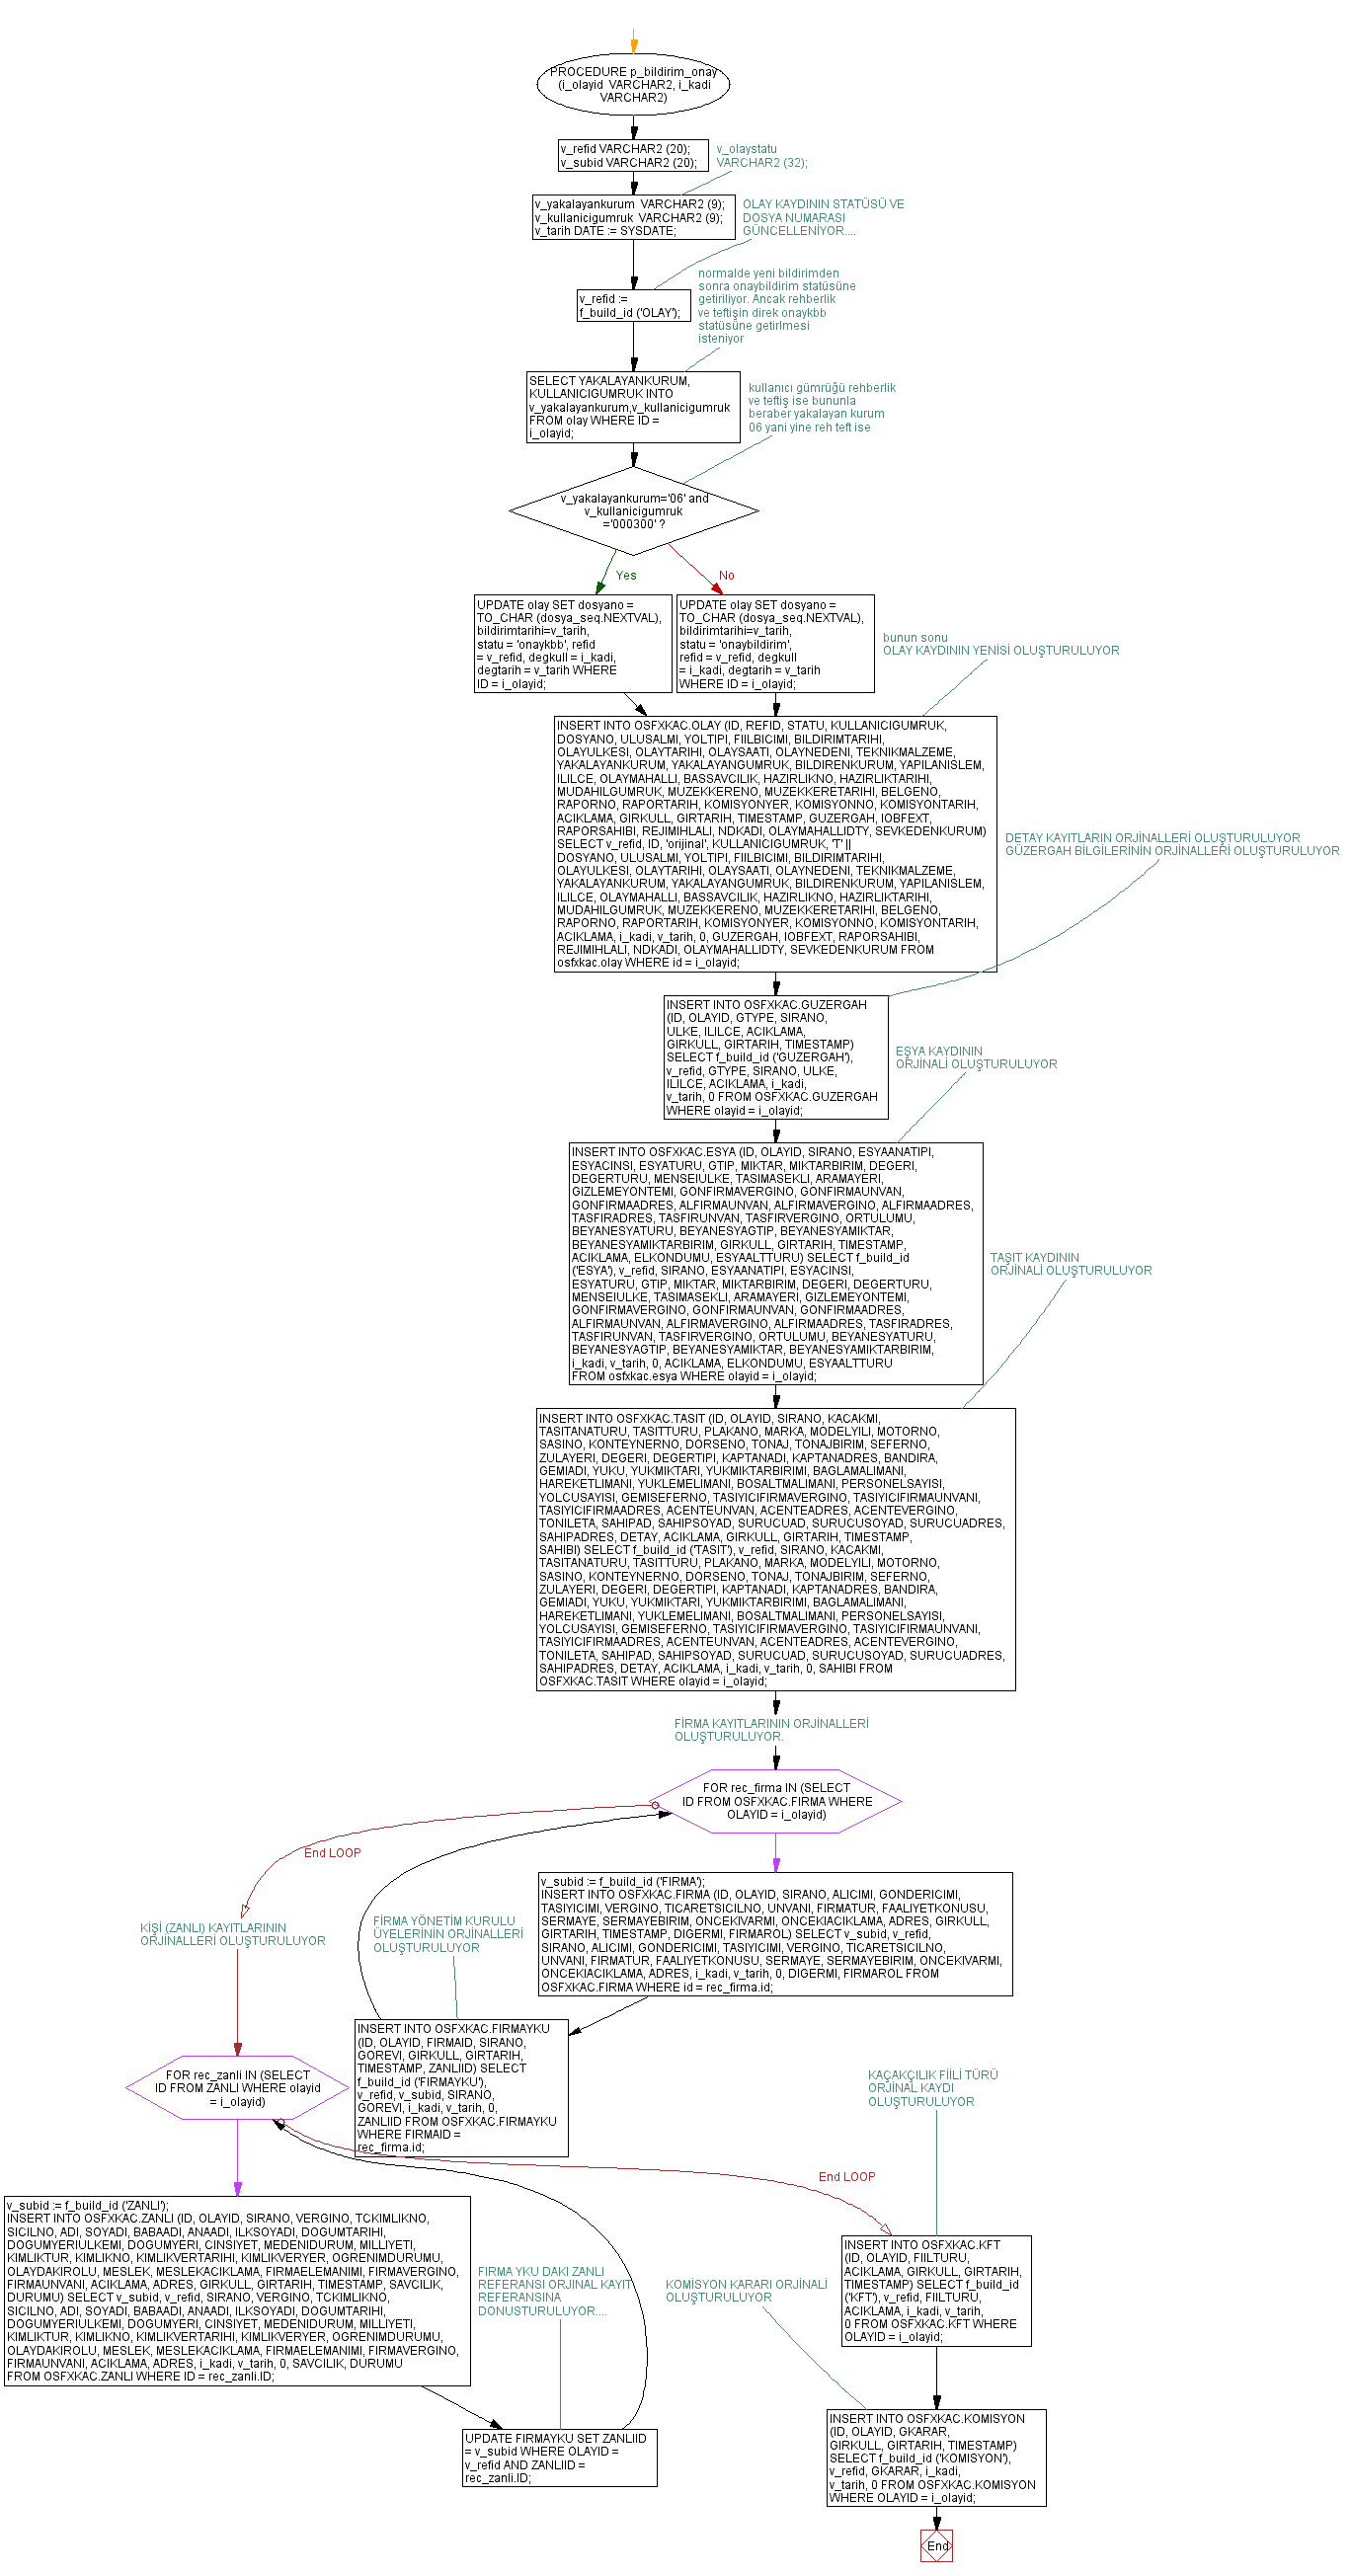 PROCEDURE p_bildirim_onay
(i_olayid  VARCHAR2, i_kadi
VARCHAR2)
v_refid VARCHAR2 (20);
v_subid VARCHAR2 (20);
v_olaystatu
VARCHAR2 (32);
v_yakalayankurum  VARCHAR2 (9);
v_kullanicigumruk  VARCHAR2 (9);
v_tarih DATE := SYSDATE;
OLAY KAYDININ STATÜSÜ VE
DOSYA NUMARASI
GÜNCELLENİYOR....
v_refid :=
f_build_id ('OLAY');
normalde yeni bildirimden
sonra onaybildirim statüsüne
getiriliyor. Ancak rehberlik
ve teftişin direk onaykbb
statüsüne getirlmesi
isteniyor
SELECT YAKALAYANKURUM,
KULLANICIGUMRUK INTO
v_yakalayankurum,v_kullanicigumruk
FROM olay WHERE ID =
i_olayid;
kullanıcı gümrüğü rehberlik
ve teftiş ise bununla
beraber yakalayan kurum
06 yani yine reh teft ise
v_yakalayankurum='06' and
v_kullanicigumruk
='000300' ?
Yes
No
UPDATE olay SET dosyano =
TO_CHAR (dosya_seq.NEXTVAL),
bildirimtarihi=v_tarih,
statu = 'onaykbb', refid
= v_refid, degkull = i_kadi,
degtarih = v_tarih WHERE
ID = i_olayid;
UPDATE olay SET dosyano =
TO_CHAR (dosya_seq.NEXTVAL),
bildirimtarihi=v_tarih,
statu = 'onaybildirim',
refid = v_refid, degkull
= i_kadi, degtarih = v_tarih
WHERE ID = i_olayid;
bunun sonu
OLAY KAYDININ YENİSİ OLUŞTURULUYOR
INSERT INTO OSFXKAC.OLAY (ID, REFID, STATU, KULLANICIGUMRUK,
DOSYANO, ULUSALMI, YOLTIPI, FIILBICIMI, BILDIRIMTARIHI,
OLAYULKESI, OLAYTARIHI, OLAYSAATI, OLAYNEDENI, TEKNIKMALZEME,
YAKALAYANKURUM, YAKALAYANGUMRUK, BILDIRENKURUM, YAPILANISLEM,
ILILCE, OLAYMAHALLI, BASSAVCILIK, HAZIRLIKNO, HAZIRLIKTARIHI,
MUDAHILGUMRUK, MUZEKKERENO, MUZEKKERETARIHI, BELGENO,
RAPORNO, RAPORTARIH, KOMISYONYER, KOMISYONNO, KOMISYONTARIH,
ACIKLAMA, GIRKULL, GIRTARIH, TIMESTAMP, GUZERGAH, IOBFEXT,
RAPORSAHIBI, REJIMIHLALI, NDKADI, OLAYMAHALLIDTY, SEVKEDENKURUM)
SELECT v_refid, ID, 'orijinal', KULLANICIGUMRUK, 'T' ||
DOSYANO, ULUSALMI, YOLTIPI, FIILBICIMI, BILDIRIMTARIHI,
OLAYULKESI, OLAYTARIHI, OLAYSAATI, OLAYNEDENI, TEKNIKMALZEME,
YAKALAYANKURUM, YAKALAYANGUMRUK, BILDIRENKURUM, YAPILANISLEM,
ILILCE, OLAYMAHALLI, BASSAVCILIK, HAZIRLIKNO, HAZIRLIKTARIHI,
MUDAHILGUMRUK, MUZEKKERENO, MUZEKKERETARIHI, BELGENO,
RAPORNO, RAPORTARIH, KOMISYONYER, KOMISYONNO, KOMISYONTARIH,
ACIKLAMA, i_kadi, v_tarih, 0, GUZERGAH, IOBFEXT, RAPORSAHIBI,
REJIMIHLALI, NDKADI, OLAYMAHALLIDTY, SEVKEDENKURUM FROM
osfxkac.olay WHERE id = i_olayid;
DETAY KAYITLARIN ORJİNALLERİ OLUŞTURULUYOR
GÜZERGAH BİLGİLERİNİN ORJİNALLERİ OLUŞTURULUYOR
INSERT INTO OSFXKAC.GUZERGAH
(ID, OLAYID, GTYPE, SIRANO,
ULKE, ILILCE, ACIKLAMA,
GIRKULL, GIRTARIH, TIMESTAMP)
SELECT f_build_id ('GUZERGAH'),
v_refid, GTYPE, SIRANO, ULKE,
ILILCE, ACIKLAMA, i_kadi,
v_tarih, 0 FROM OSFXKAC.GUZERGAH
WHERE olayid = i_olayid;
EŞYA KAYDININ
ORJİNALİ OLUŞTURULUYOR
INSERT INTO OSFXKAC.ESYA (ID, OLAYID, SIRANO, ESYAANATIPI,
ESYACINSI, ESYATURU, GTIP, MIKTAR, MIKTARBIRIM, DEGERI,
DEGERTURU, MENSEIULKE, TASIMASEKLI, ARAMAYERI,
GIZLEMEYONTEMI, GONFIRMAVERGINO, GONFIRMAUNVAN,
GONFIRMAADRES, ALFIRMAUNVAN, ALFIRMAVERGINO, ALFIRMAADRES,
TASFIRADRES, TASFIRUNVAN, TASFIRVERGINO, ORTULUMU,
BEYANESYATURU, BEYANESYAGTIP, BEYANESYAMIKTAR,
BEYANESYAMIKTARBIRIM, GIRKULL, GIRTARIH, TIMESTAMP,
ACIKLAMA, ELKONDUMU, ESYAALTTURU) SELECT f_build_id
('ESYA'), v_refid, SIRANO, ESYAANATIPI, ESYACINSI,
ESYATURU, GTIP, MIKTAR, MIKTARBIRIM, DEGERI, DEGERTURU,
MENSEIULKE, TASIMASEKLI, ARAMAYERI, GIZLEMEYONTEMI,
GONFIRMAVERGINO, GONFIRMAUNVAN, GONFIRMAADRES,
ALFIRMAUNVAN, ALFIRMAVERGINO, ALFIRMAADRES, TASFIRADRES,
TASFIRUNVAN, TASFIRVERGINO, ORTULUMU, BEYANESYATURU,
BEYANESYAGTIP, BEYANESYAMIKTAR, BEYANESYAMIKTARBIRIM,
i_kadi, v_tarih, 0, ACIKLAMA, ELKONDUMU, ESYAALTTURU
FROM osfxkac.esya WHERE olayid = i_olayid;
TAŞIT KAYDININ
ORJİNALİ OLUŞTURULUYOR
INSERT INTO OSFXKAC.TASIT (ID, OLAYID, SIRANO, KACAKMI,
TASITANATURU, TASITTURU, PLAKANO, MARKA, MODELYILI, MOTORNO,
SASINO, KONTEYNERNO, DORSENO, TONAJ, TONAJBIRIM, SEFERNO,
ZULAYERI, DEGERI, DEGERTIPI, KAPTANADI, KAPTANADRES, BANDIRA,
GEMIADI, YUKU, YUKMIKTARI, YUKMIKTARBIRIMI, BAGLAMALIMANI,
HAREKETLIMANI, YUKLEMELIMANI, BOSALTMALIMANI, PERSONELSAYISI,
YOLCUSAYISI, GEMISEFERNO, TASIYICIFIRMAVERGINO, TASIYICIFIRMAUNVANI,
TASIYICIFIRMAADRES, ACENTEUNVAN, ACENTEADRES, ACENTEVERGINO,
TONILETA, SAHIPAD, SAHIPSOYAD, SURUCUAD, SURUCUSOYAD, SURUCUADRES,
SAHIPADRES, DETAY, ACIKLAMA, GIRKULL, GIRTARIH, TIMESTAMP,
SAHIBI) SELECT f_build_id ('TASIT'), v_refid, SIRANO, KACAKMI,
TASITANATURU, TASITTURU, PLAKANO, MARKA, MODELYILI, MOTORNO,
SASINO, KONTEYNERNO, DORSENO, TONAJ, TONAJBIRIM, SEFERNO,
ZULAYERI, DEGERI, DEGERTIPI, KAPTANADI, KAPTANADRES, BANDIRA,
GEMIADI, YUKU, YUKMIKTARI, YUKMIKTARBIRIMI, BAGLAMALIMANI,
HAREKETLIMANI, YUKLEMELIMANI, BOSALTMALIMANI, PERSONELSAYISI,
YOLCUSAYISI, GEMISEFERNO, TASIYICIFIRMAVERGINO, TASIYICIFIRMAUNVANI,
TASIYICIFIRMAADRES, ACENTEUNVAN, ACENTEADRES, ACENTEVERGINO,
TONILETA, SAHIPAD, SAHIPSOYAD, SURUCUAD, SURUCUSOYAD, SURUCUADRES,
SAHIPADRES, DETAY, ACIKLAMA, i_kadi, v_tarih, 0, SAHIBI FROM
OSFXKAC.TASIT WHERE olayid = i_olayid;
FİRMA KAYITLARININ ORJİNALLERİ
OLUŞTURULUYOR.
FOR rec_firma IN (SELECT
ID FROM OSFXKAC.FIRMA WHERE
OLAYID = i_olayid)
End LOOP
v_subid := f_build_id ('FIRMA');
INSERT INTO OSFXKAC.FIRMA (ID, OLAYID, SIRANO, ALICIMI, GONDERICIMI,
TASIYICIMI, VERGINO, TICARETSICILNO, UNVANI, FIRMATUR, FAALIYETKONUSU,
SERMAYE, SERMAYEBIRIM, ONCEKIVARMI, ONCEKIACIKLAMA, ADRES, GIRKULL,
GIRTARIH, TIMESTAMP, DIGERMI, FIRMAROL) SELECT v_subid, v_refid,
SIRANO, ALICIMI, GONDERICIMI, TASIYICIMI, VERGINO, TICARETSICILNO,
UNVANI, FIRMATUR, FAALIYETKONUSU, SERMAYE, SERMAYEBIRIM, ONCEKIVARMI,
ONCEKIACIKLAMA, ADRES, i_kadi, v_tarih, 0, DIGERMI, FIRMAROL FROM
OSFXKAC.FIRMA WHERE id = rec_firma.id;
KİŞİ (ZANLI) KAYITLARININ
ORJİNALLERİ OLUŞTURULUYOR
FİRMA YÖNETİM KURULU
ÜYELERİNİN ORJİNALLERİ
OLUŞTURULUYOR
INSERT INTO OSFXKAC.FIRMAYKU
(ID, OLAYID, FIRMAID, SIRANO,
GOREVI, GIRKULL, GIRTARIH,
TIMESTAMP, ZANLIID) SELECT
f_build_id ('FIRMAYKU'),
v_refid, v_subid, SIRANO,
GOREVI, i_kadi, v_tarih, 0,
ZANLIID FROM OSFXKAC.FIRMAYKU
WHERE FIRMAID =
rec_firma.id;
FOR rec_zanli IN (SELECT
ID FROM ZANLI WHERE olayid
= i_olayid)
KAÇAKÇILIK FİİLİ TÜRÜ
ORJİNAL KAYDI
OLUŞTURULUYOR
End LOOP
v_subid := f_build_id ('ZANLI');
INSERT INTO OSFXKAC.ZANLI (ID, OLAYID, SIRANO, VERGINO, TCKIMLIKNO,
SICILNO, ADI, SOYADI, BABAADI, ANAADI, ILKSOYADI, DOGUMTARIHI,
DOGUMYERIULKEMI, DOGUMYERI, CINSIYET, MEDENIDURUM, MILLIYETI,
KIMLIKTUR, KIMLIKNO, KIMLIKVERTARIHI, KIMLIKVERYER, OGRENIMDURUMU,
OLAYDAKIROLU, MESLEK, MESLEKACIKLAMA, FIRMAELEMANIMI, FIRMAVERGINO,
FIRMAUNVANI, ACIKLAMA, ADRES, GIRKULL, GIRTARIH, TIMESTAMP, SAVCILIK,
DURUMU) SELECT v_subid, v_refid, SIRANO, VERGINO, TCKIMLIKNO,
SICILNO, ADI, SOYADI, BABAADI, ANAADI, ILKSOYADI, DOGUMTARIHI,
DOGUMYERIULKEMI, DOGUMYERI, CINSIYET, MEDENIDURUM, MILLIYETI,
KIMLIKTUR, KIMLIKNO, KIMLIKVERTARIHI, KIMLIKVERYER, OGRENIMDURUMU,
OLAYDAKIROLU, MESLEK, MESLEKACIKLAMA, FIRMAELEMANIMI, FIRMAVERGINO,
FIRMAUNVANI, ACIKLAMA, ADRES, i_kadi, v_tarih, 0, SAVCILIK, DURUMU
FROM OSFXKAC.ZANLI WHERE ID = rec_zanli.ID;
FIRMA YKU DAKI ZANLI
REFERANSI ORJINAL KAYIT
REFERANSINA
DONUSTURULUYOR....
INSERT INTO OSFXKAC.KFT
(ID, OLAYID, FIILTURU,
ACIKLAMA, GIRKULL, GIRTARIH,
TIMESTAMP) SELECT f_build_id
('KFT'), v_refid, FIILTURU,
ACIKLAMA, i_kadi, v_tarih,
0 FROM OSFXKAC.KFT WHERE
OLAYID = i_olayid;
KOMİSYON KARARI ORJİNALİ
OLUŞTURULUYOR
UPDATE FIRMAYKU SET ZANLIID
= v_subid WHERE OLAYID =
v_refid AND ZANLIID =
rec_zanli.ID;
INSERT INTO OSFXKAC.KOMISYON
(ID, OLAYID, GKARAR,
GIRKULL, GIRTARIH, TIMESTAMP)
SELECT f_build_id ('KOMISYON'),
v_refid, GKARAR, i_kadi,
v_tarih, 0 FROM OSFXKAC.KOMISYON
WHERE OLAYID = i_olayid;
End